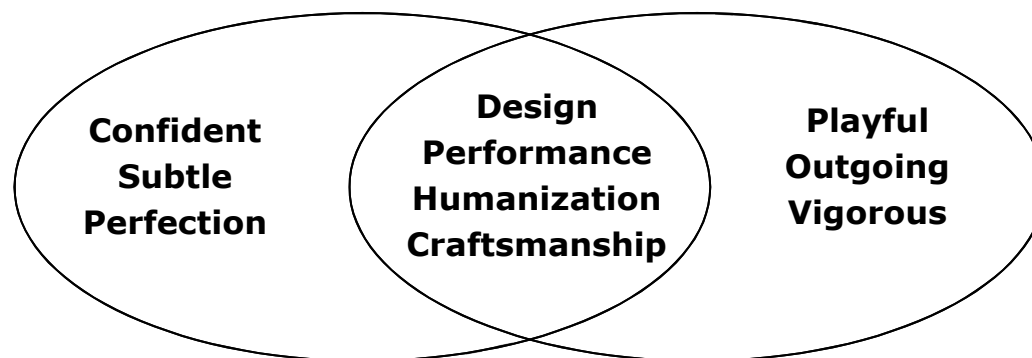 Confident
Subtle
Perfection
Design
Performance
Humanization
Craftsmanship
Playful
Outgoing
Vigorous